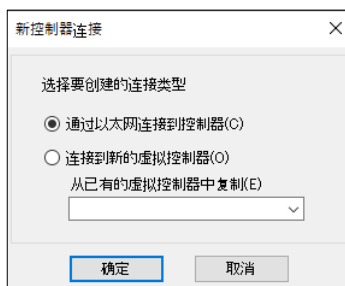 新控制器连接
选择要创建的连接类型
通过以太网连接到控制器(C)
连接到新的虚拟控制器(O)
从已有的虚拟控制器中复制(E)
确定
取消